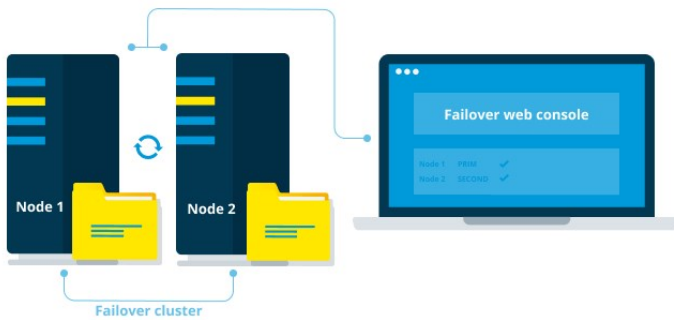 Failover web console
Node 1 PRIM
Node 2 SECOND
Node 1
Node 2
Failover cluster